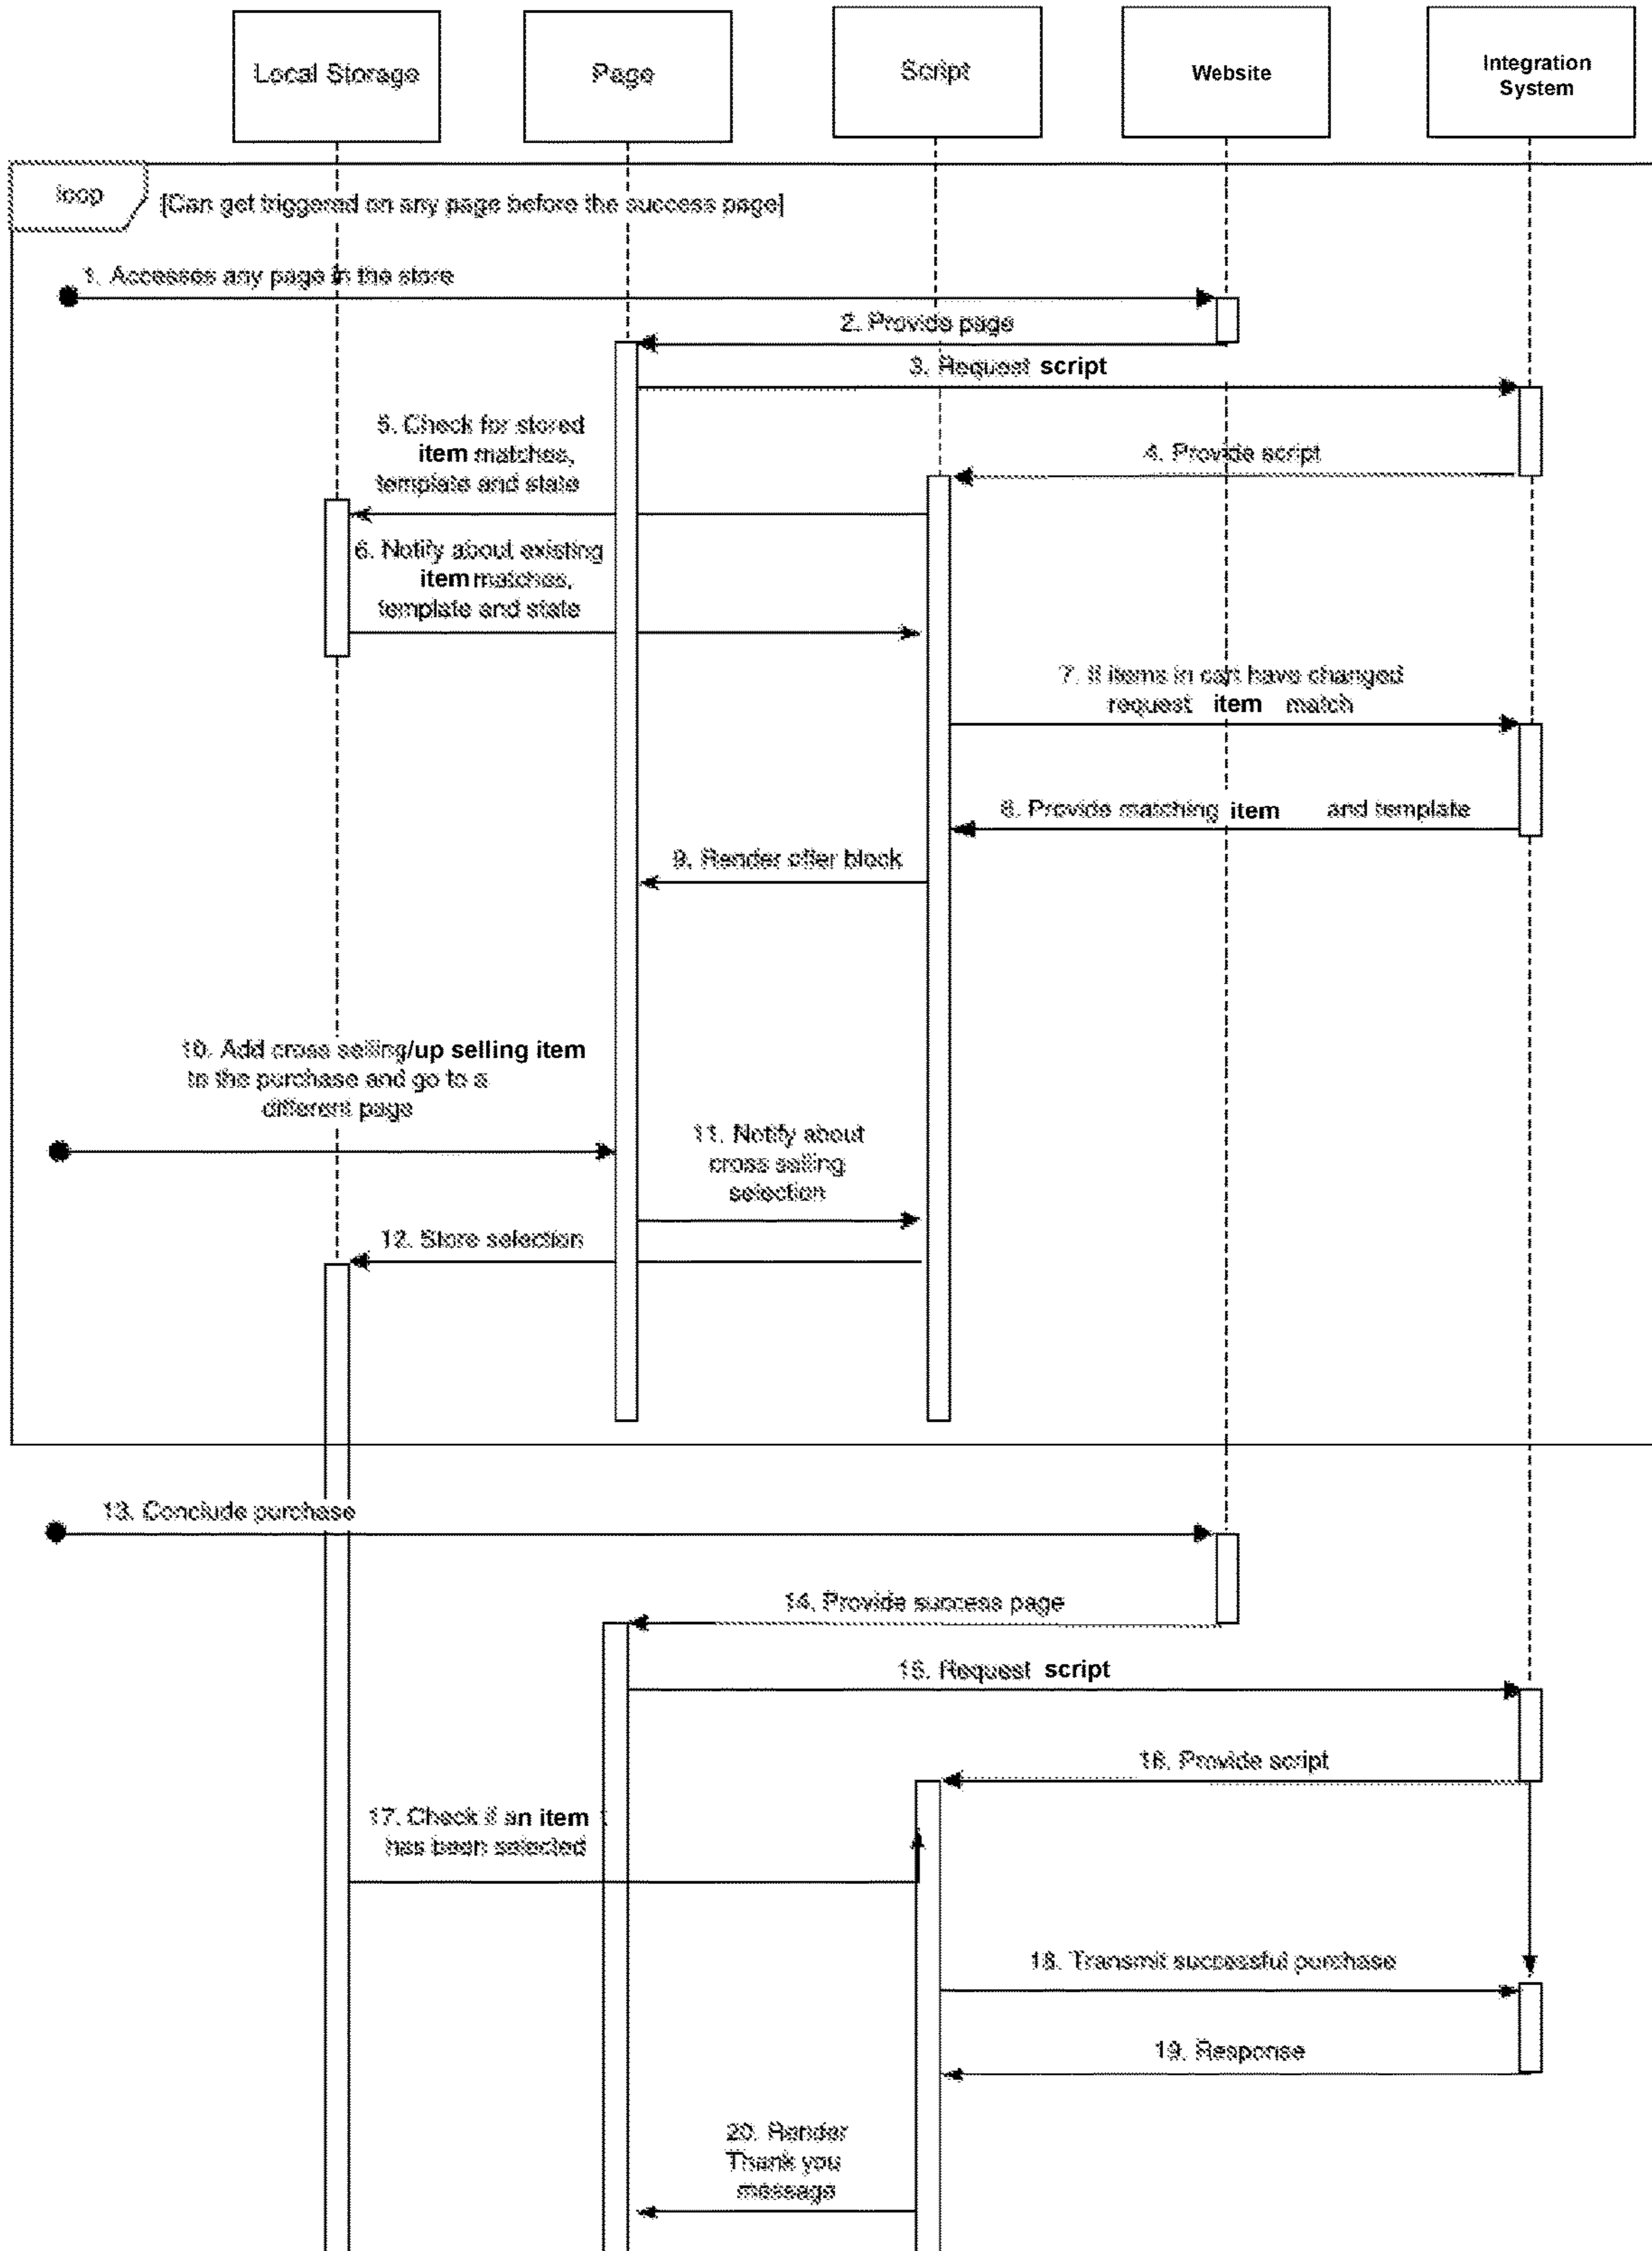 Local Storage
Page
Script
Website
Integration
System
loop
[Can get triggered on any page before the success page]
1. Accesses any page in the store
2. Provide page
3. Request script
5. Check for stored
item matches,
template and state
4. Provide script
6. Notify about existing
item matches,
template and state
7. If items in cart have changed
request item match
8. Provide matching item and template
9. Render offer block
10. Add cross selling/up selling item
to the purchase and go to a
different page
11. Notify about
cross selling
selection
12. Store selection
13. Conclude purchase
14. Provide success page
15. Request script
16. Provide script
17. Check if an item
has been selected
18. Transmit successful purchase
19. Response
20. Render
Thank you
message